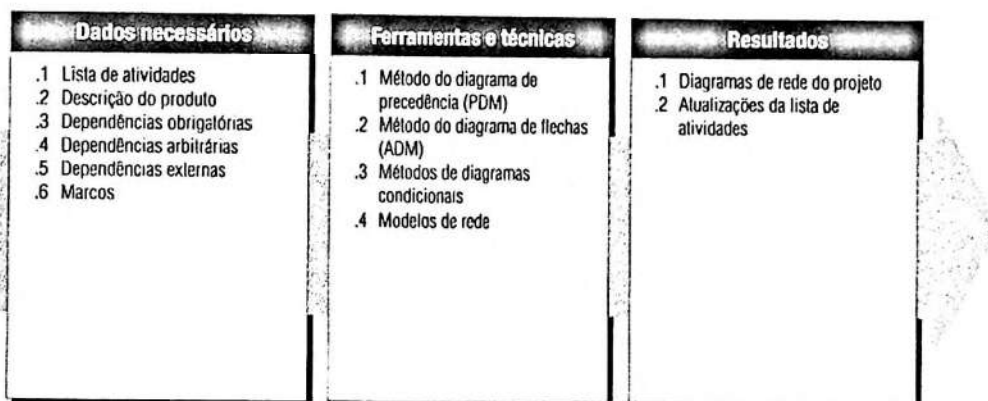 Dados necessários
.1 Lista de atividades
.2 Descrição do produto
.3 Dependências obrigatórias
.4 Dependências arbitrárias
.5 Dependências externas
.6 Marcos
Ferramentas e técnicas
.1 Método do diagrama de
precedência (PDM)
.2 Método do diagrama de flechas
(ADM)
.3 Métodos de diagramas
condicionais
.4 Modelos de rede
Resultados
.1 Diagramas de rede do projeto
.2 Atualizações da lista de
atividades